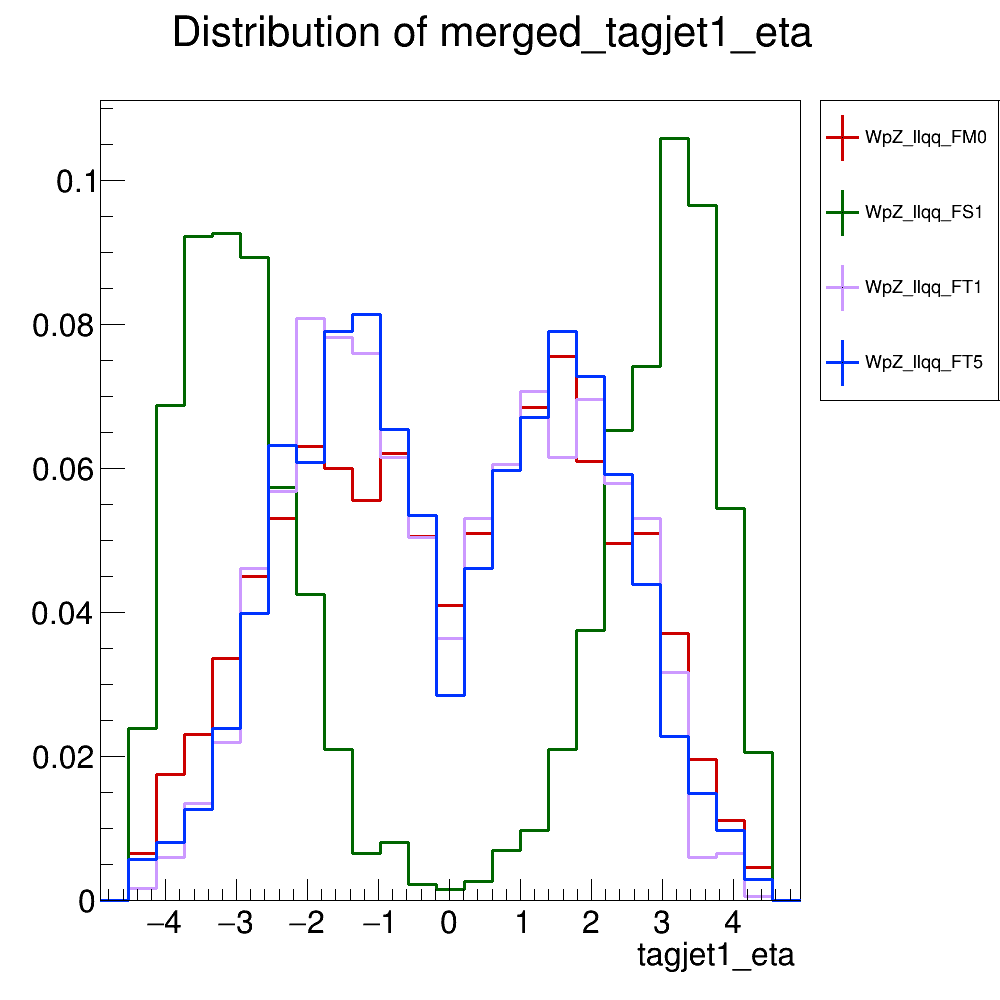 Distribution of merged_tagjet1_eta
0.1
0.08
0.06
0.04
0.02
0
−4 −3 −2 −1 0 1 2 3 4
tagjet1_eta
WpZ_llqq_FM0
WpZ_llqq_FS1
WpZ_llqq_FT1
WpZ_llqq_FT5